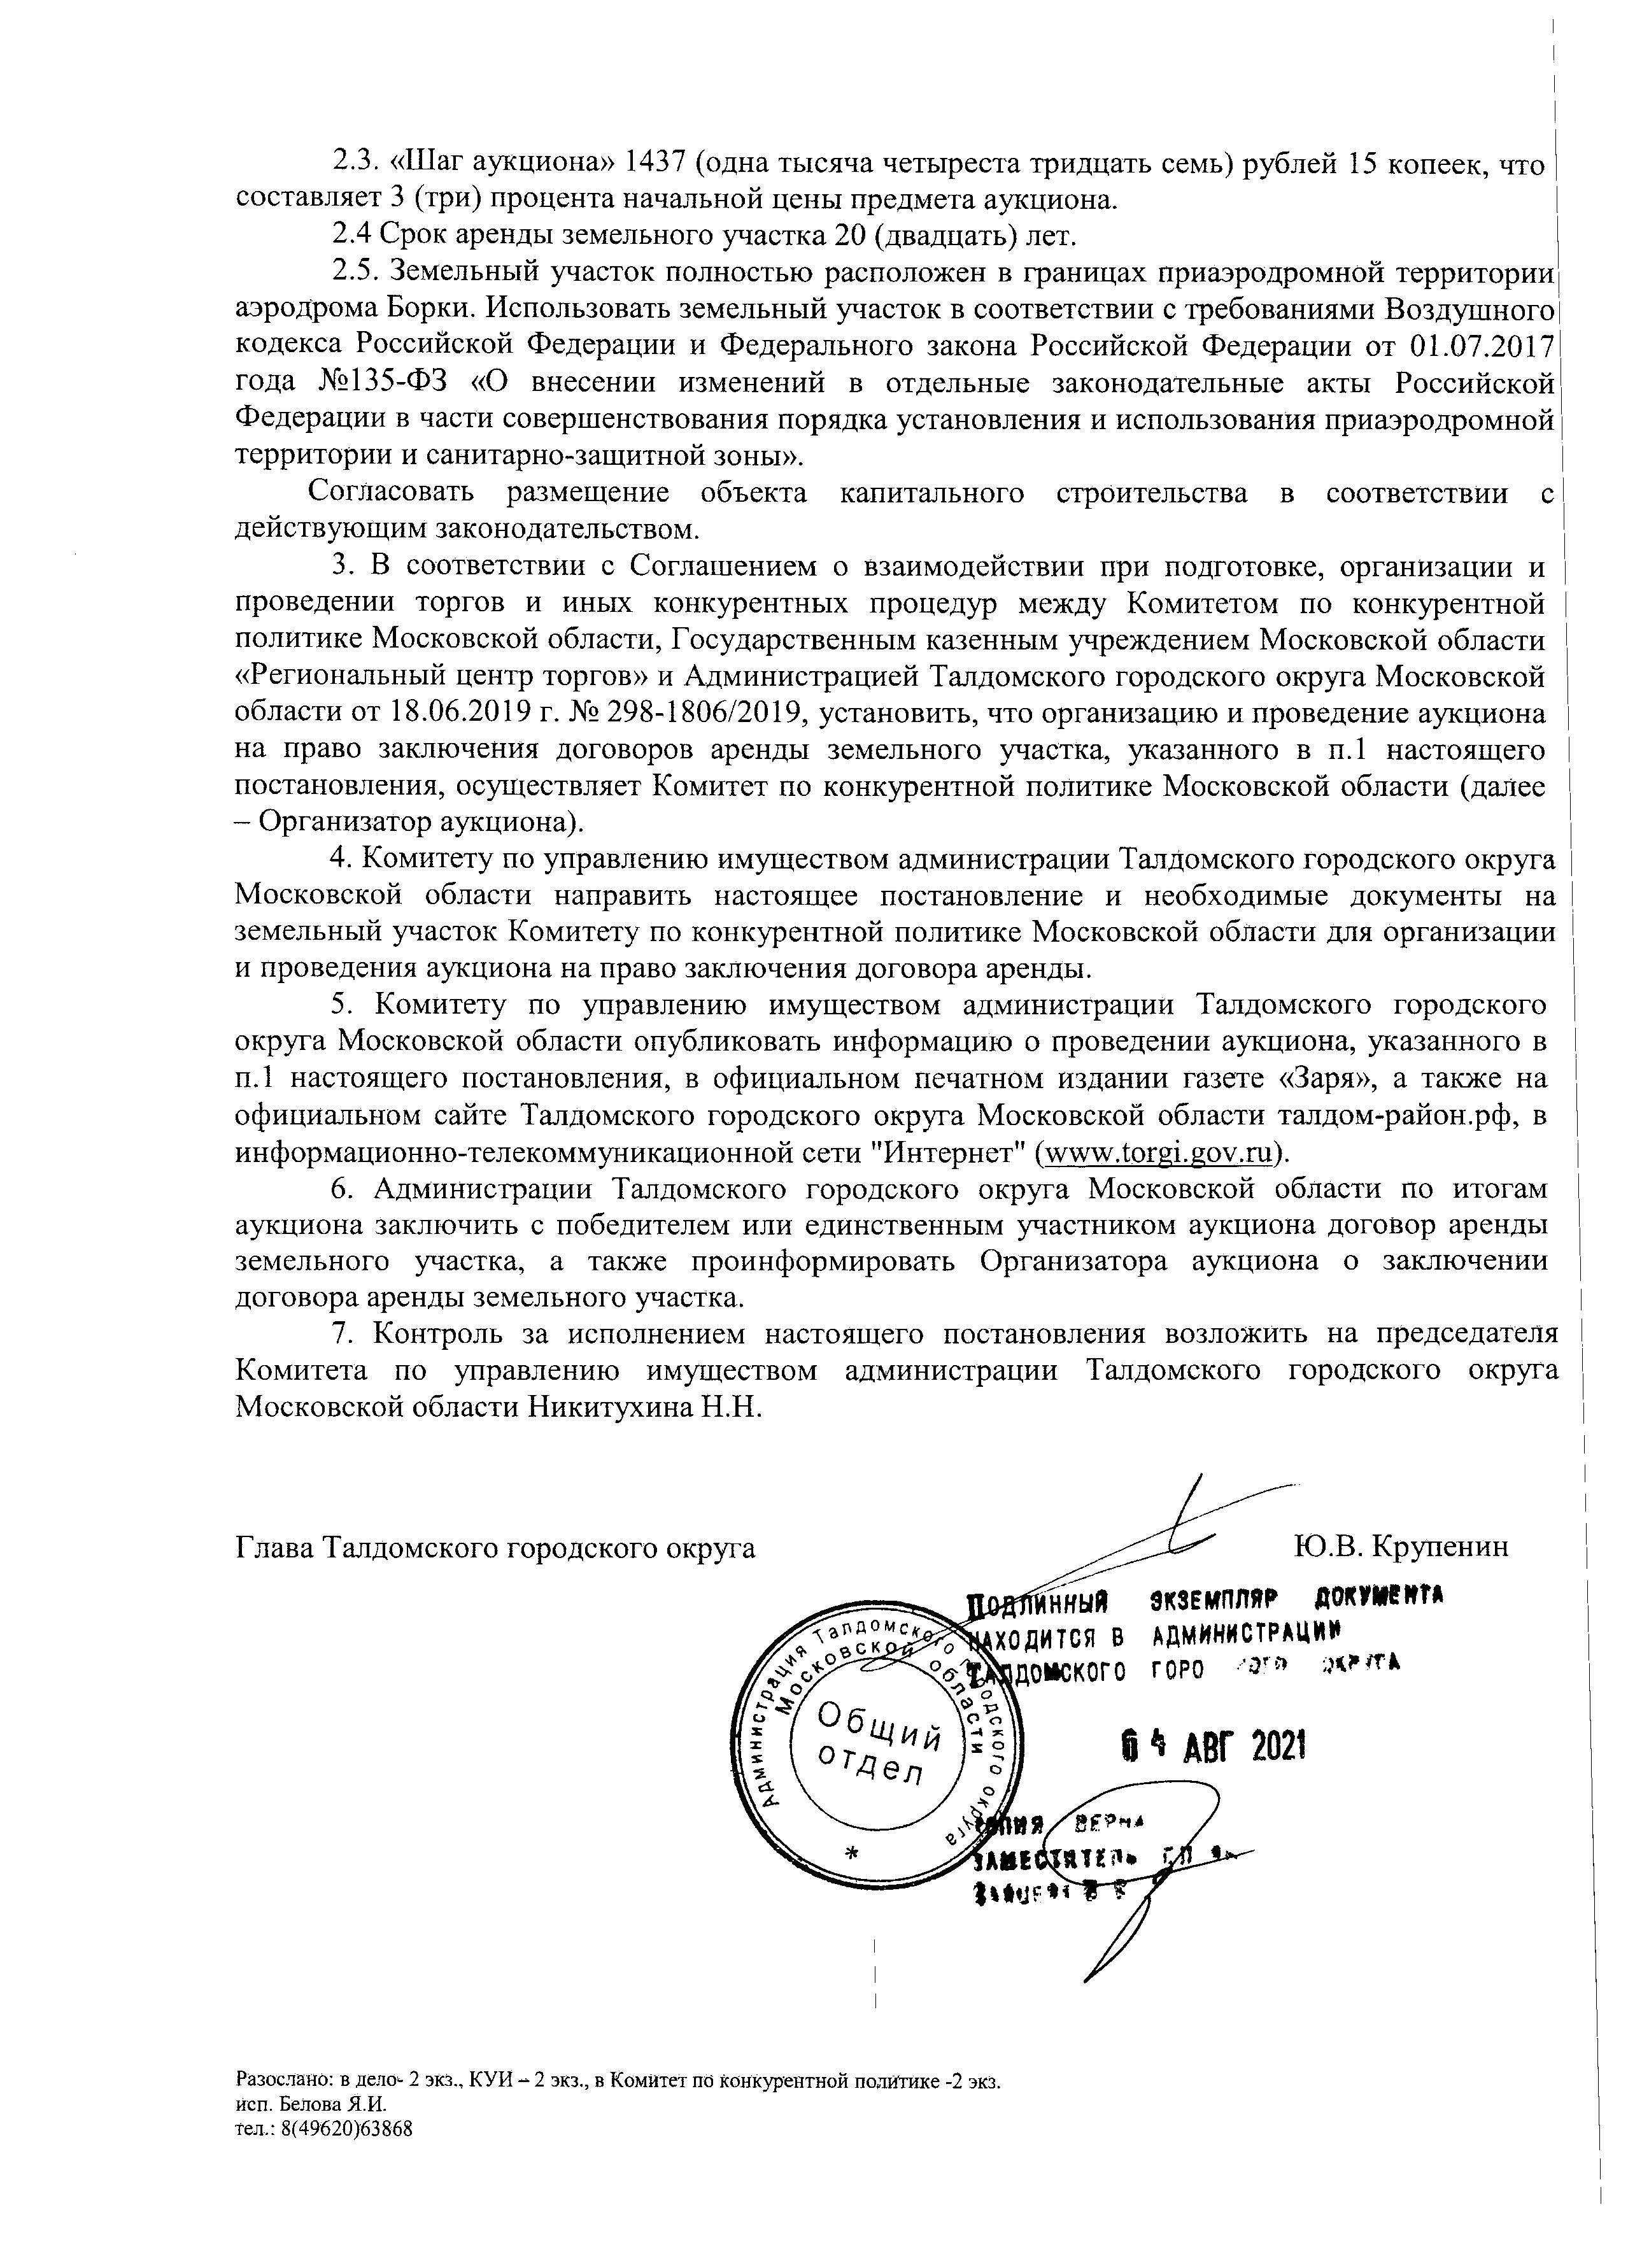 2.3. «Шаг аукциона» 1437 (одна тысяча четыреста тридцать семь) рублей 15 копеек, что
составляет 3 (три) процента начальной цены предмета аукциона.
2.4 Срок аренды земельного участка 20 (двадцать) лет.
2.5. Земельный участок полностью расположен в границах приаэродромной территории
аэродрома Борки. Использовать земельный участок в соответствии с требованиями Воздушного
кодекса Российской Федерации и Федерального закона Российской Федерации от 01.07.2017
года №135-ФЗ «О внесении изменений в отдельные законодательные акты Российской
Федерации в части совершенствования порядка установления и использования приаэродромной
территории и санитарно-защитной зоны».
Согласовать размещение объекта капитального строительства в соответствии с
действующим законодательством.
3. В соответствии с Соглашением о взаимодействии при подготовке, организации и
проведении торгов и иных конкурентных процедур между Комитетом по конкурентной
политике Московской области, Государственным казенным учреждением Московской области
«Региональный центр торгов» и Администрацией Талдомского городского округа Московской
области от 18.06.2019 г. № 298-1806/2019, установить, что организацию и проведение аукциона
на право заключения договоров аренды земельного участка, указанного в п.1 настоящего
постановления, осуществляет Комитет по конкурентной политике Московской области (далее
– Организатор аукциона).
4. Комитету по управлению имуществом администрации Талдомского городского округа
Московской области направить настоящее постановление и необходимые документы на
земельный участок Комитету по конкурентной политике Московской области для организации
и проведения аукциона на право заключения договора аренды.
5. Комитету по управлению имуществом администрации Талдомского городского
округа Московской области опубликовать информацию о проведении аукциона, указанного в
п.1 настоящего постановления, в официальном печатном издании газете «Заря», а также на
официальном сайте Талдомского городского округа Московской области талдом-район.рф, в
информационно-телекоммуникационной сети "Интернет" (www.torgi.gov.ru).
6. Администрации Талдомского городского округа Московской области по итогам
аукциона заключить с победителем или единственным участником аукциона договор аренды
земельного участка, а также проинформировать Организатора аукциона о заключении
договора аренды земельного участка.
7. Контроль за исполнением настоящего постановления возложить на председателя
Комитета по управлению имуществом администрации Талдомского городского округа
Московской области Никитухина Н.Н.
Глава Талдомского городского округа Ю.В. Крупенин
ПОДЛИННЫЙ ЭКЗЕМПЛЯР ДОКУМЕНТА
НАХОДИТСЯ В АДМИНИСТРАЦИИ
ТАЛДОМСКОГО ОКРУГА
Администрация Талдомского городского округа
Московской области
Общий
отдел
*
АВГ 2021
КОПИЯ ВЕРНА
ЗАМЕСТИТЕЛЬ
Разослано: в дело- 2 экз., КУИ – 2 экз., в Комитет по конкурентной политике -2 экз.
исп. Белова Я.И.
тел.: 8(49620)63868